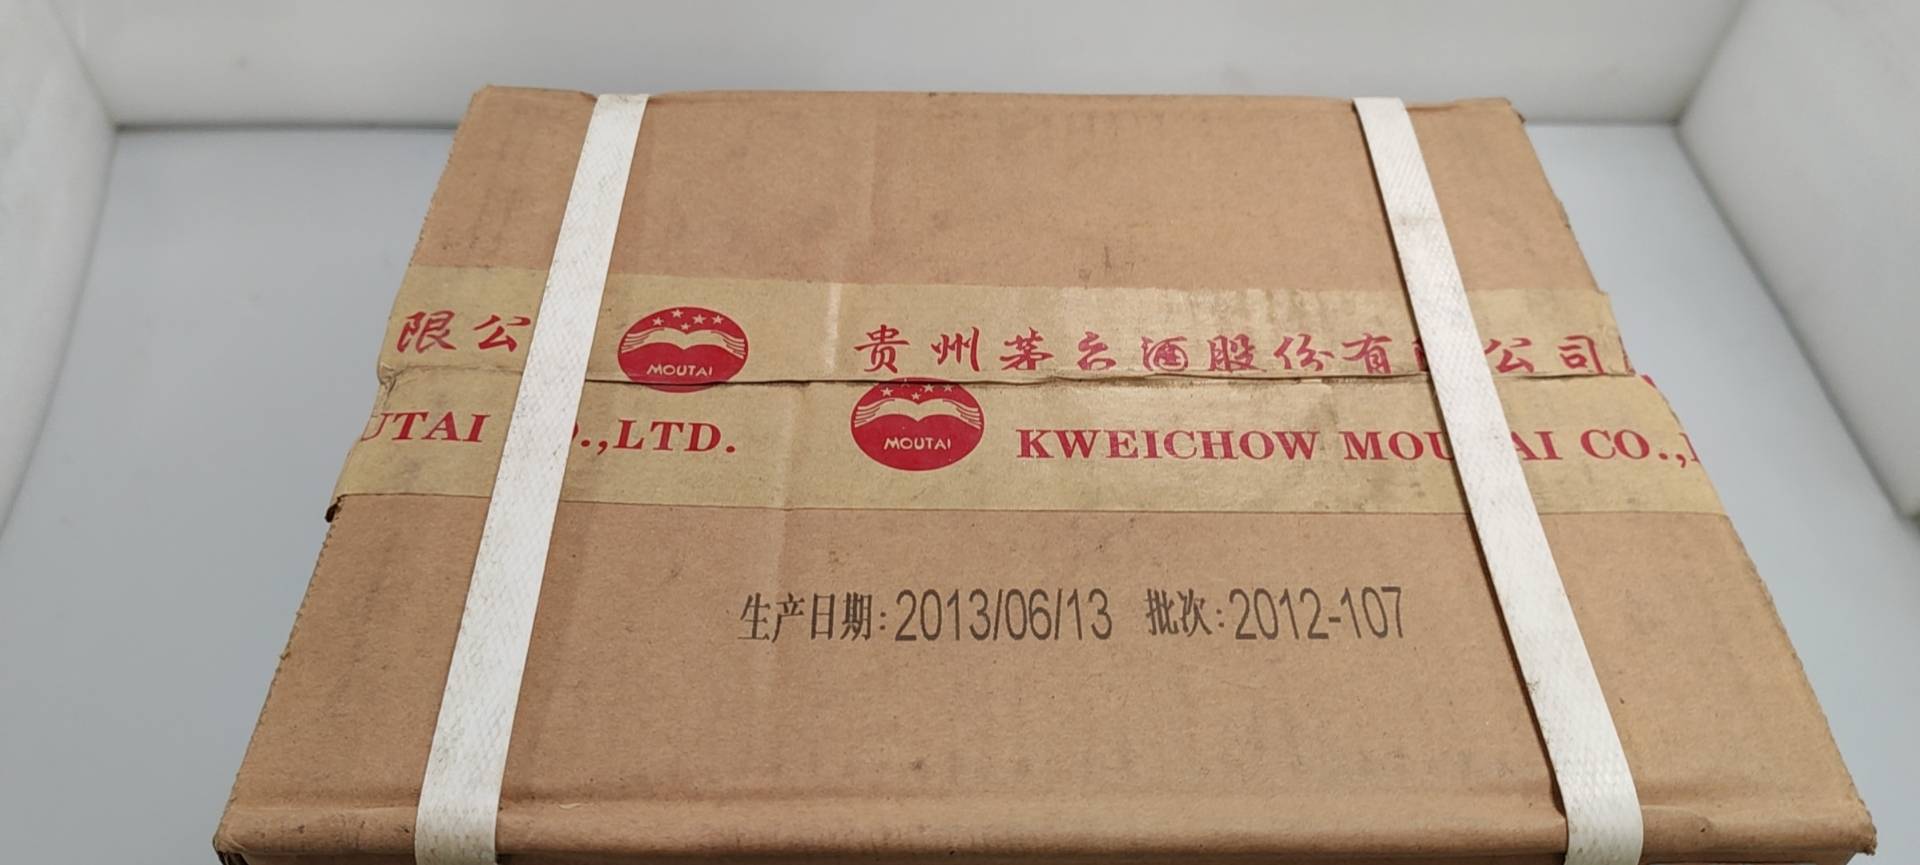 限公
MOUTAI
贵州茅台酒股份有 公司
UTAI
.,LTD.
MOUTAI
KWEICHOW MOU AI CO.,
生产日期:2013/06/13 批次:2012-107